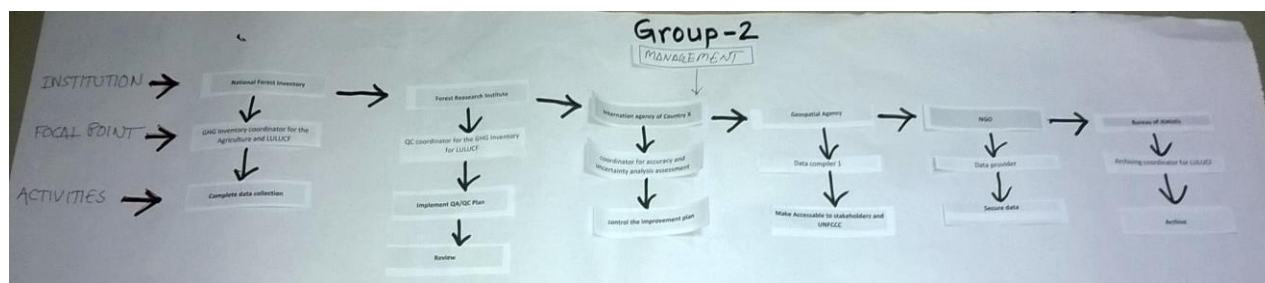 Group-2
MANAGEMENT
INSTITUTION
National Forest Inventory
Forest Research Institute
Internation agency of Country X
Geospatial Agency
NGO
Bureau of Statistic
FOCAL POINT
GHG Inventory coordinator for the
Agriculture and LULUCF
QC coordinator for the GHG Inventory
for LULUCF
coordinator for accuracy and
uncertainty analysis assessment
Data compiler 1
Data provider
Archiving coordinator for LULUCF
ACTIVITIES
Complete data collection
Implement QA/QC Plan
Review
control the improvement plan
Make Accessable to stakeholders and
UNFCCC
Secure data
Archive